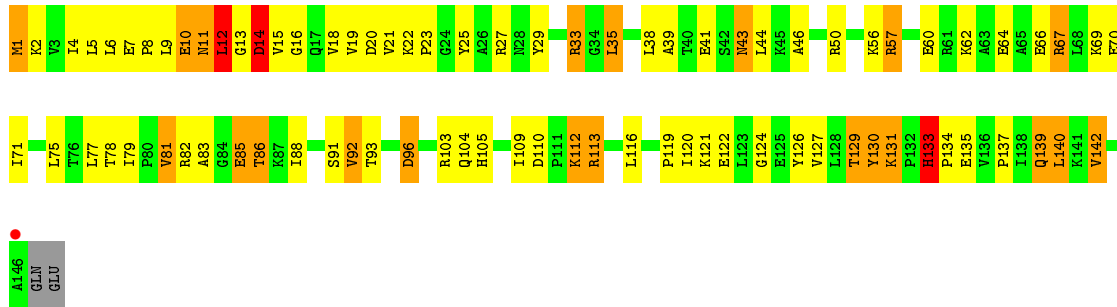 M1 K2 V3 I4 L5 L6 E7 P8 L9 E10 N11 L12 G13 D14 V15 G16 Q17 V18 V19 D20 V21 K22 P23 G24 Y25 A26 R27 N28 Y29 R33 G34 L35 L38 A39 T40 E41 S42 N43 L44 K45 A46 R50 K56 R57 E60 R61 K62 A63 E64 A65 E66 R67 L68 K69 E70
I71 L75 T76 L77 T78 I79 P80 V81 R82 A83 G84 E85 T86 K87 I88 S91 V92 T93 D96 R103 Q104 H105 I109 D110 P111 K112 R113 L116 P119 I120 K121 E122 L123 G124 E125 Y126 V127 L128 T129 Y130 K131 P132 H133 P134 E135 V136 P137 I138 Q139 L140 K141 V142
A146 GLN GLU